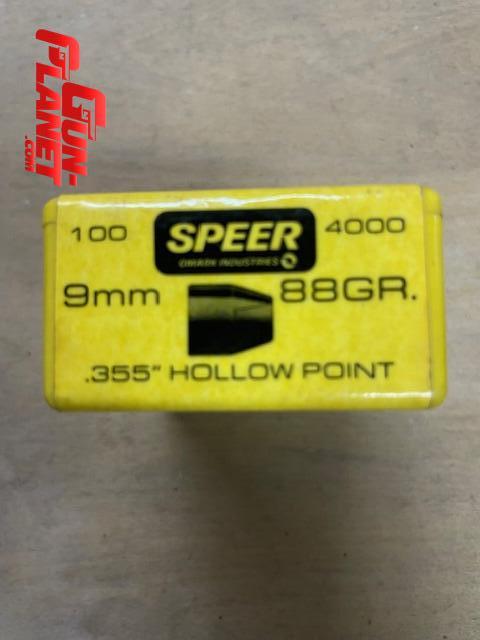 GUN-
PLANET
.COM
100 SPEER 4000
OMARK INDUSTRIES
9mm 88GR.
.355" HOLLOW POINT